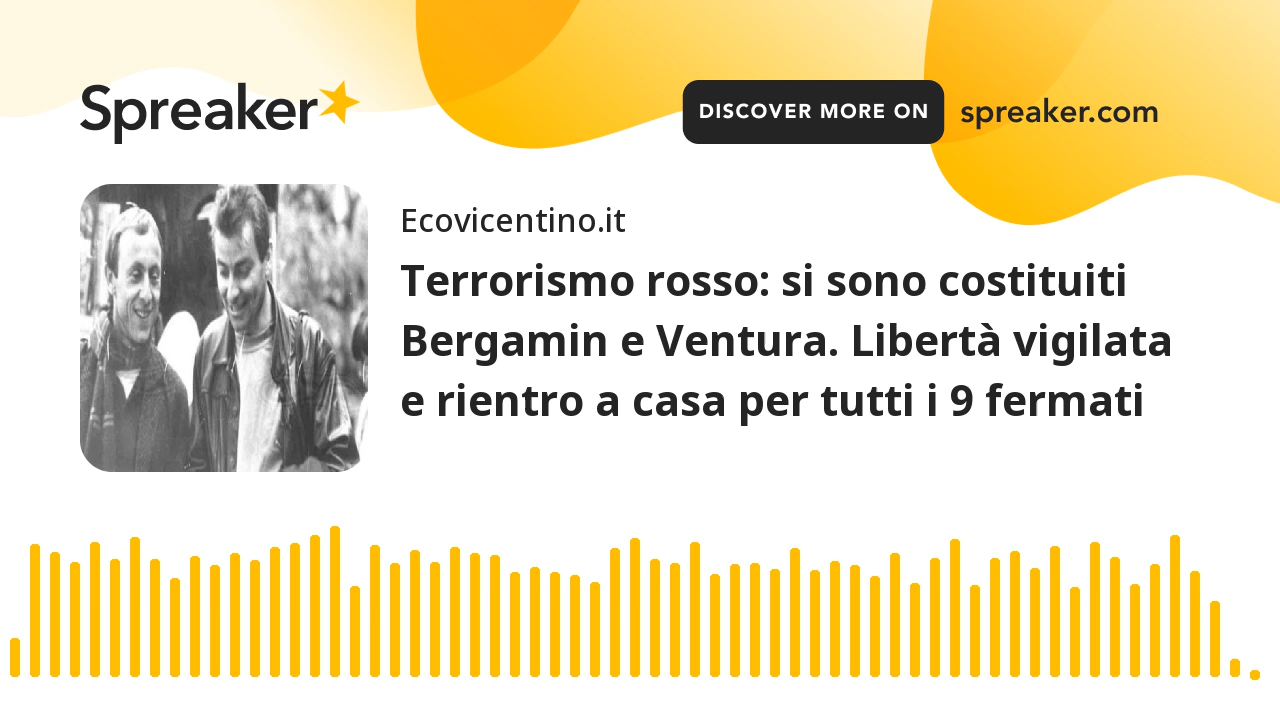 Spreaker
DISCOVER MORE ON spreaker.com
Ecovicentino.it
Terrorismo rosso: si sono costituiti
Bergamin e Ventura. Libertà vigilata
e rientro a casa per tutti i 9 fermati